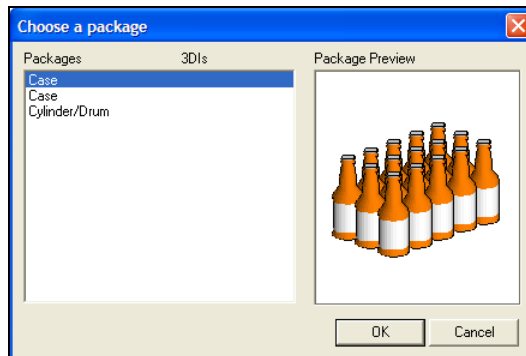 Choose a package
Packages 3DIs Package Preview
Case
Case
Cylinder/Drum
OK Cancel